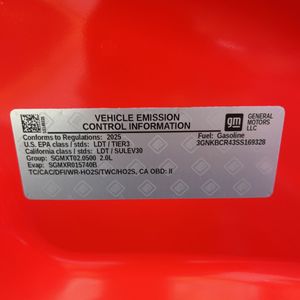 VEHICLE EMISSION
CONTROL INFORMATION
gm
GENERAL
MOTORS
LLC
Conforms to Regulations: 2025
Fuel: Gasoline
U.S. EPA class / stds: LDT / TIER3
3GNKBCR43SS169328
California class / stds: LDT / SULEV30
Group: SGMXT02.0500 2.0L
Evap: SGMXR015740B
TC/CAC/DFI/WR-HO2S/TWC/HO2S, CA OBD: II